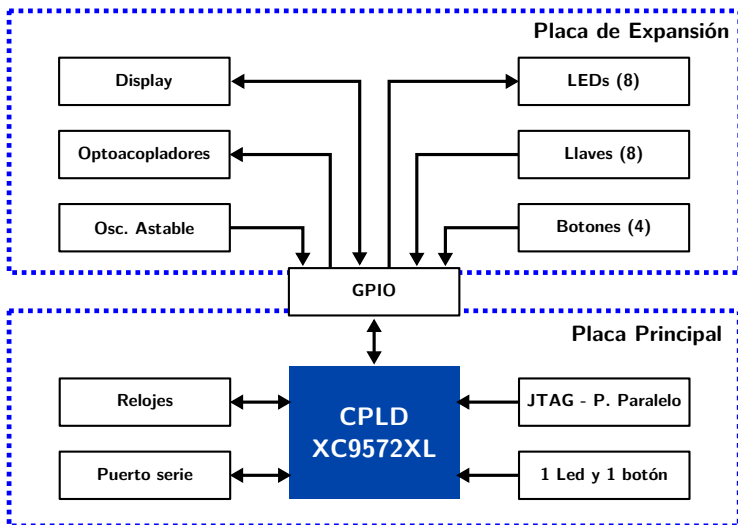 Placa de Expansión
Display
LEDs (8)
Optoacopladores
Llaves (8)
Osc. Astable
Botones (4)
GPIO
Placa Principal
Relojes
CPLD
XC9572XL
JTAG - P. Paralelo
Puerto serie
1 Led y 1 botón